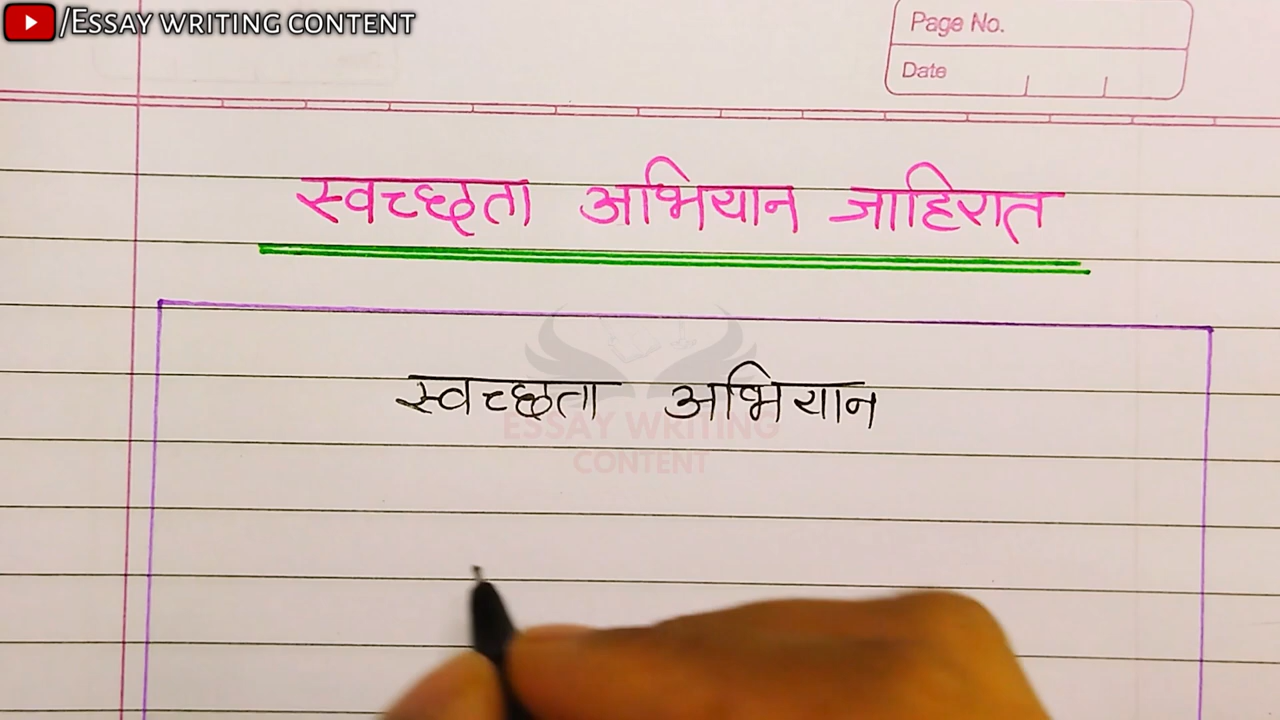 /Essay writing content
Page No.
Date
स्वच्छता अभियान जाहिरात
स्वच्छता अभियान
ESSAY WRITING
CONTENT